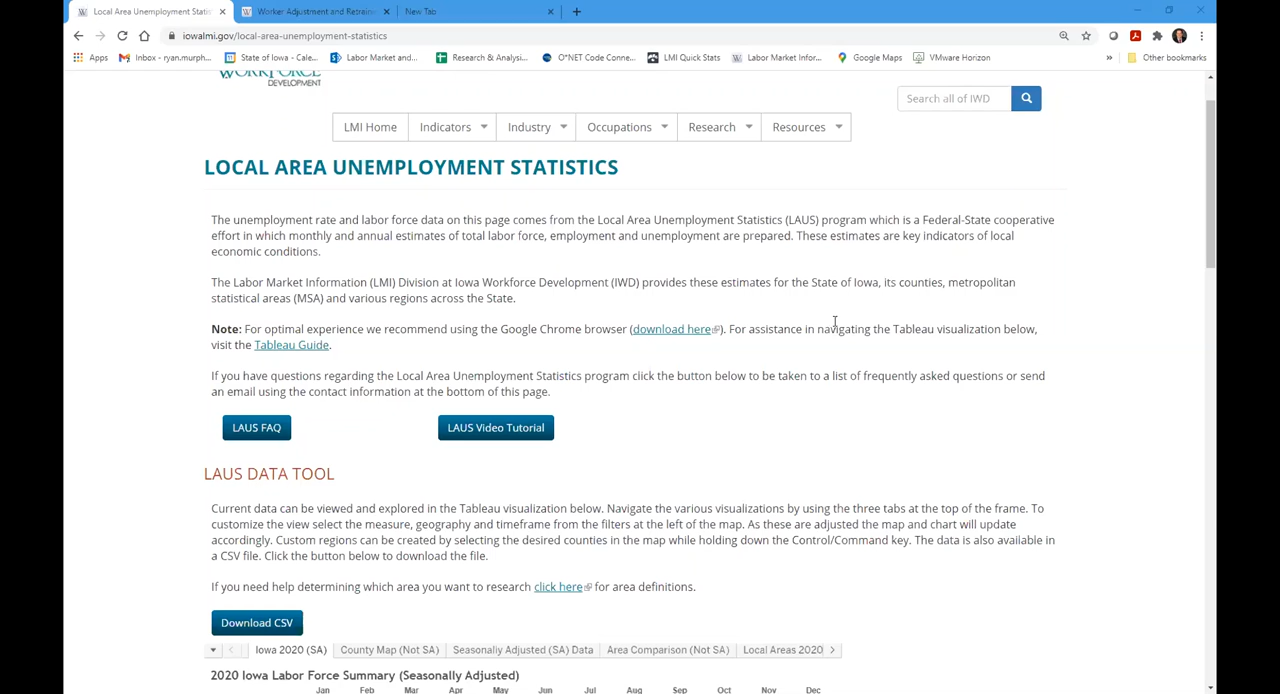 Local Area Unemployment Statis
Worker Adjustment and Retrain
New Tab
iowalmi.gov/local-area-unemployment-statistics
Apps
Inbox - ryan.murph...
State of Iowa - Cale...
Labor Market and...
Research & Analysi...
O*NET Code Conne...
LMI Quick Stats
Labor Market Infor...
Google Maps
VMware Horizon
»
Other bookmarks
WORKFORCE
DEVELOPMENT
Search all of IWD
LMI Home
Indicators
Industry
Occupations
Research
Resources
LOCAL AREA UNEMPLOYMENT STATISTICS
The unemployment rate and labor force data on this page comes from the Local Area Unemployment Statistics (LAUS) program which is a Federal-State cooperative
effort in which monthly and annual estimates of total labor force, employment and unemployment are prepared. These estimates are key indicators of local
economic conditions.
The Labor Market Information (LMI) Division at Iowa Workforce Development (IWD) provides these estimates for the State of Iowa, its counties, metropolitan
statistical areas (MSA) and various regions across the State.
Note: For optimal experience we recommend using the Google Chrome browser (download here). For assistance in navigating the Tableau visualization below,
visit the Tableau Guide.
If you have questions regarding the Local Area Unemployment Statistics program click the button below to be taken to a list of frequently asked questions or send
an email using the contact information at the bottom of this page.
LAUS FAQ
LAUS Video Tutorial
LAUS DATA TOOL
Current data can be viewed and explored in the Tableau visualization below. Navigate the various visualizations by using the three tabs at the top of the frame. To
customize the view select the measure, geography and timeframe from the filters at the left of the map. As these are adjusted the map and chart will update
accordingly. Custom regions can be created by selecting the desired counties in the map while holding down the Control/Command key. The data is also available in
a CSV file. Click the button below to download the file.
If you need help determining which area you want to research click here for area definitions.
Download CSV
Iowa 2020 (SA)
County Map (Not SA)
Seasonally Adjusted (SA) Data
Area Comparison (Not SA)
Local Areas 2020
2020 Iowa Labor Force Summary (Seasonally Adjusted)
Jan Feb Mar Apr May Jun Jul Aug Sep Oct Nov Dec